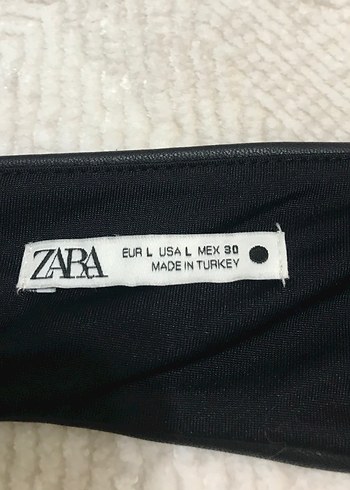 ZARA
EUR L USA L MEX 30
MADE IN TURKEY